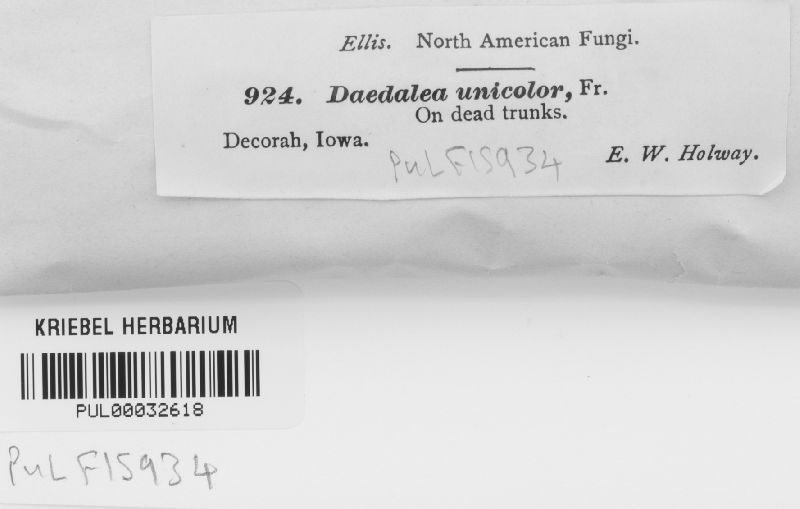 Ellis. North American Fungi.
924. Daedalea unicolor, Fr.
On dead trunks.
Decorah, Iowa.
E. W. Holway.
PUL F15934
KRIEBEL HERBARIUM
PUL00032618
PUL F15934